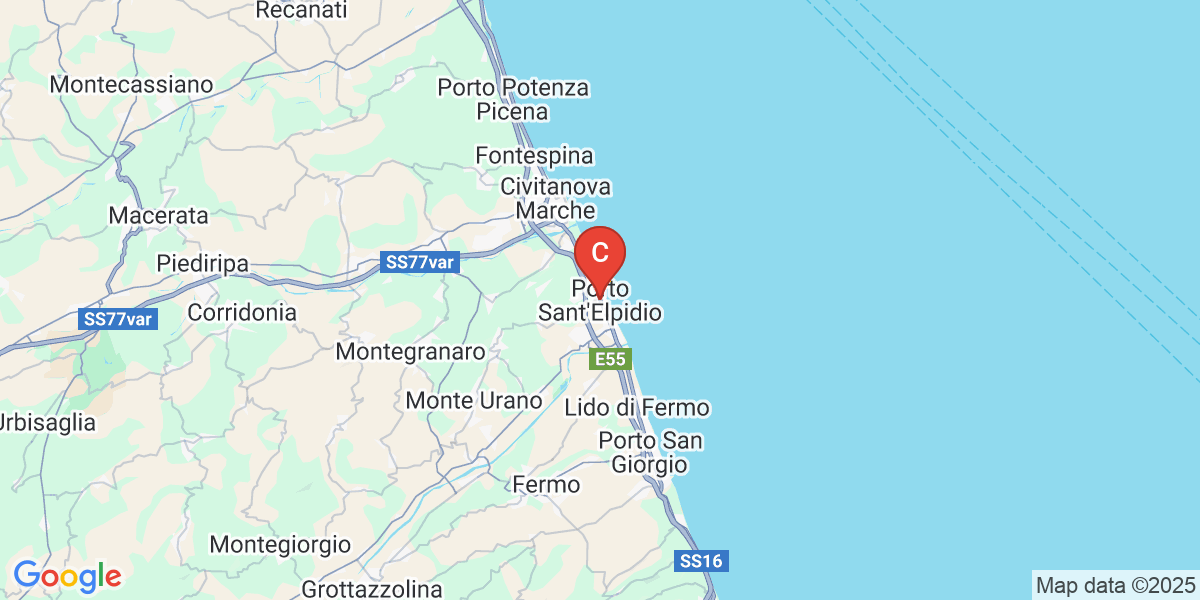 Recanati
Montecassiano
Porto Potenza
Picena
Fontespina
Civitanova
Marche
Macerata
C
Piediripa
SS77var
Porto
Sant'Elpidio
Corridonia
SS77var
Montegranaro
E55
Monte Urano
Lido di Fermo
Urbisaglia
Porto San
Giorgio
Fermo
Montegiorgio
SS16
Google
Grottazzolina
Map data ©2025